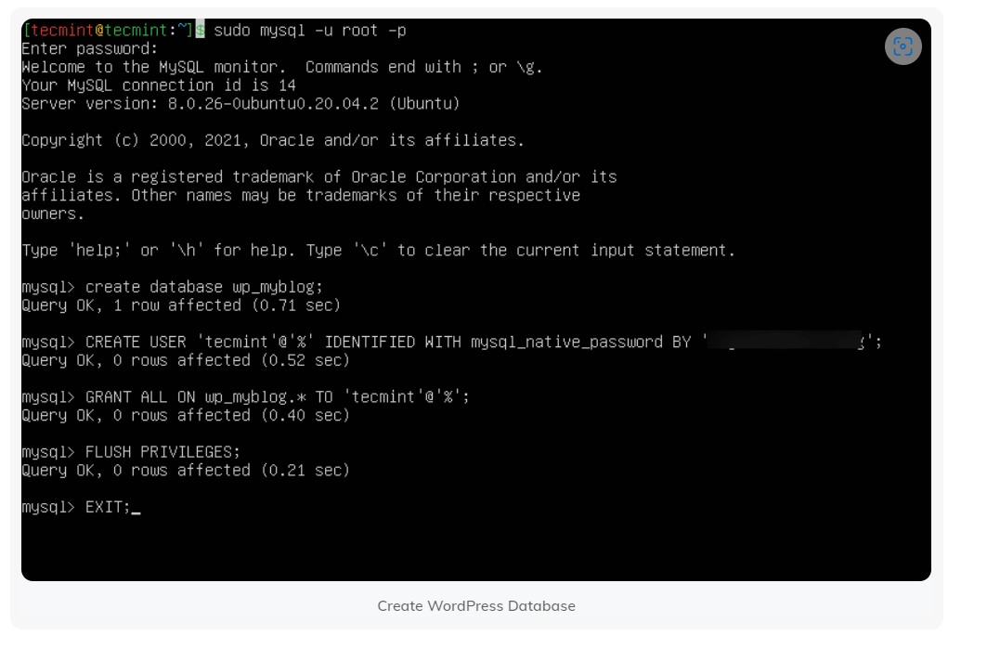 [tecmint@tecmint:~]$ sudo mysql -u root -p
Enter password:
Welcome to the MySQL monitor.  Commands end with ; or \g.
Your MySQL connection id is 14
Server version: 8.0.26-0ubuntu0.20.04.2 (Ubuntu)
Copyright (c) 2000, 2021, Oracle and/or its affiliates.
Oracle is a registered trademark of Oracle Corporation and/or its
affiliates. Other names may be trademarks of their respective
owners.
Type 'help;' or '\h' for help. Type '\c' to clear the current input statement.
mysql> create database wp_myblog;
Query OK, 1 row affected (0.71 sec)
mysql> CREATE USER 'tecmint'@'%' IDENTIFIED WITH mysql_native_password BY ' ';
Query OK, 0 rows affected (0.52 sec)
mysql> GRANT ALL ON wp_myblog.* TO 'tecmint'@'%';
Query OK, 0 rows affected (0.40 sec)
mysql> FLUSH PRIVILEGES;
Query OK, 0 rows affected (0.21 sec)
mysql> EXIT;_
Create WordPress Database